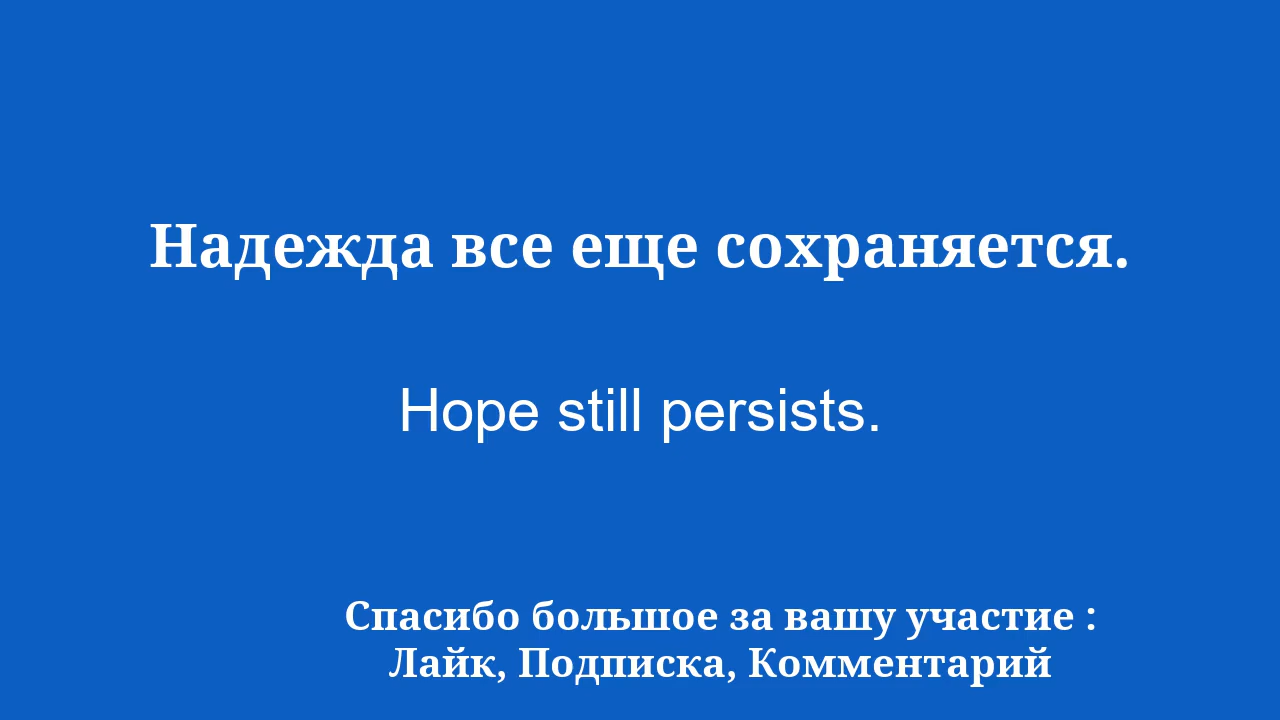 Надежда все еще сохраняется.
Hope still persists.
Спасибо большое за вашу участие :
Лайк, Подписка, Комментарий